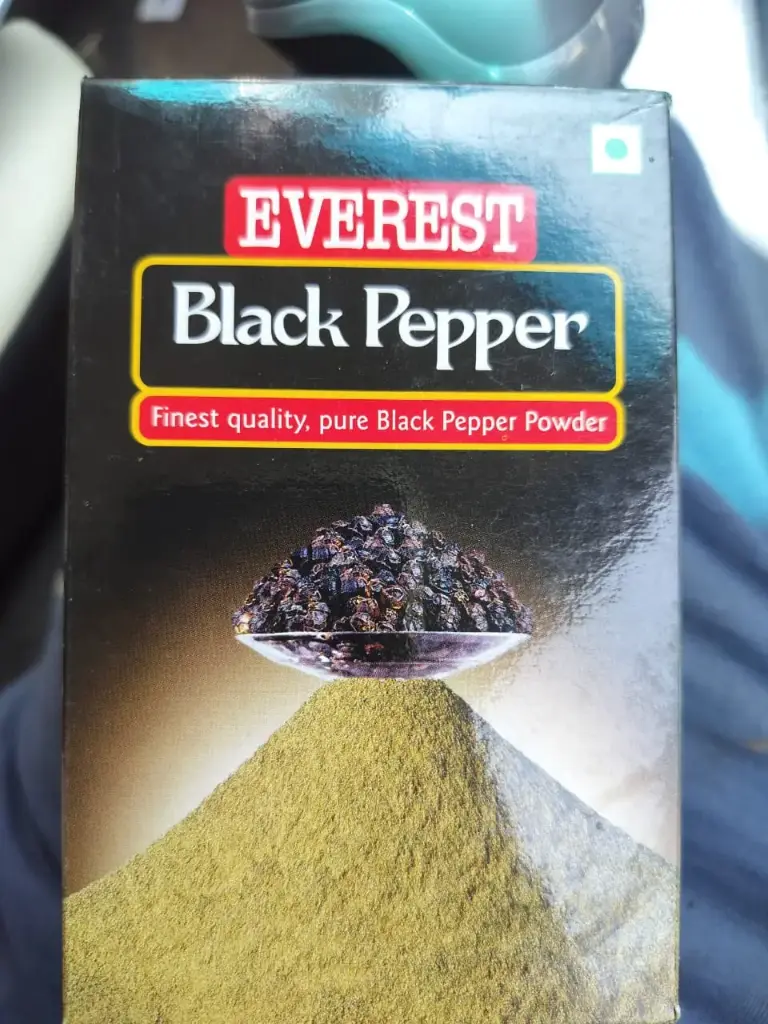 EVEREST
Black Pepper
Finest quality, pure Black Pepper Powder